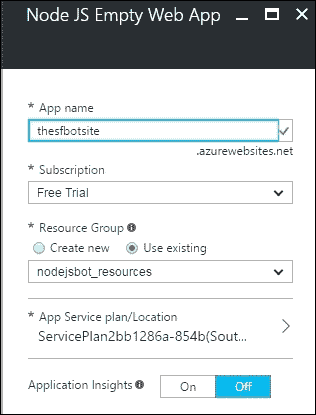 Node JS Empty Web App
* App name
thesfbotsite
.azurewebsites.net
* Subscription
Free Trial
* Resource Group
Create new Use existing
nodejsbot_resources
* App Service plan/Location
ServicePlan2bb1286a-854b(Sout...
Application Insights On Off